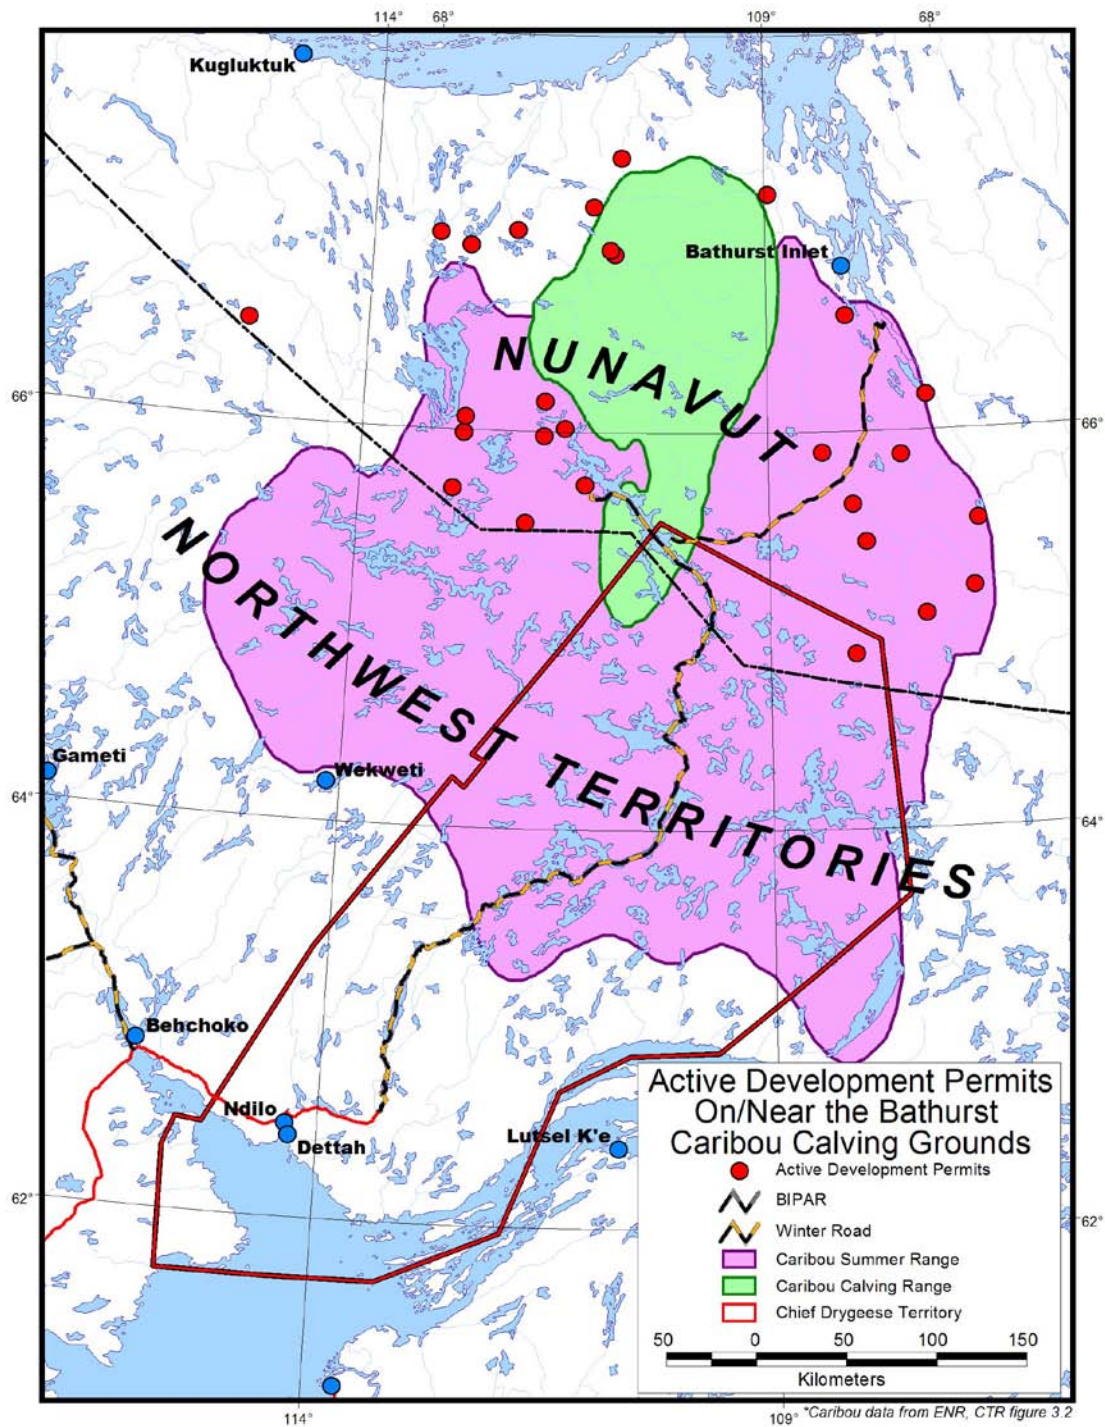 114° 68° 109° 68°
Kugluktuk
Bathurst Inlet
NUNAVUT
66° 66°
NORTHWEST TERRITORIES
Gameti
Wekweti
64° 64°
Behchoko
Ndilo
Dettah
Lutsel K'e
62° 62°
Active Development Permits
On/Near the Bathurst
Caribou Calving Grounds
Active Development Permits
BIPAR
Winter Road
Caribou Summer Range
Caribou Calving Range
Chief Drygeese Territory
50 0 50 100 150
Kilometers
114° 109°
*Caribou data from ENR, CTR figure 3.2